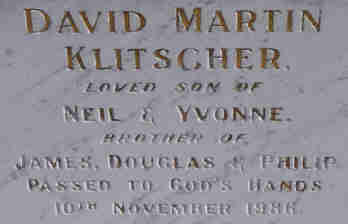 DAVID MARTIN
KLITSCHER.
LOVED SON OF
NEIL & YVONNE.
BROTHER OF
JAMES, DOUGLAS & PHILIP
PASSED TO GOD'S HANDS
10TH NOVEMBER 1986.